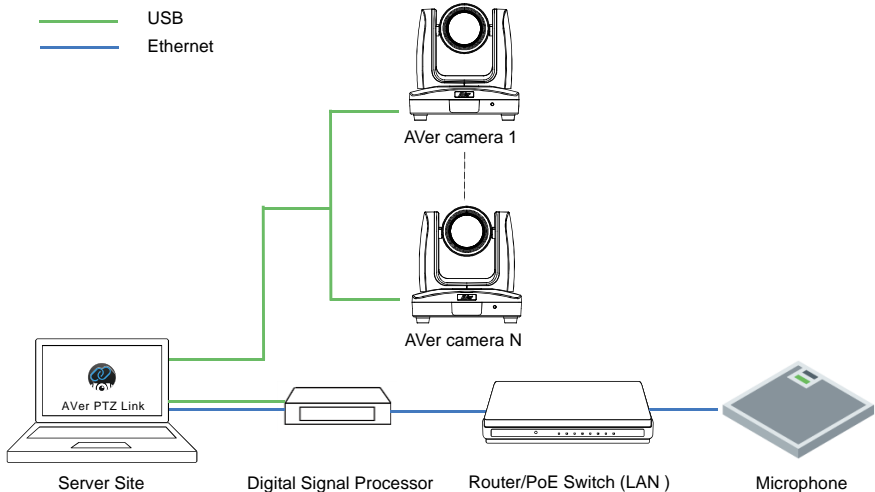 USB
Ethernet
AVer camera 1
AVer camera N
AVer PTZ Link
Server Site
Digital Signal Processor
Router/PoE Switch (LAN )
Microphone